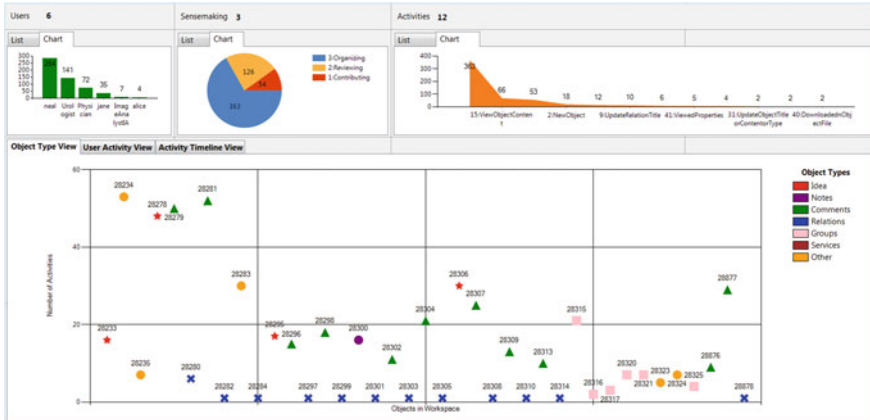 Users 6 Sensemaking 3 Activities 12
List Chart List Chart List Chart
300
250
200
150
100
50
0
284 141 72 35 7 4
neal Urologist Physician jane ImageAnalystIA alice
126
54
363
3:Organizing
2:Reviewing
1:Contributing
400
300
200
100
0
363 66 53 18 12 10 6 5 4 2 2 2
15:ViewObjectContent 2:NewObject 9:UpdateRelationTitle 41:ViewedProperties 31:UpdateObjectTitleorContentorType 40:DownloadednObjectFile
Object Type View User Activity View Activity Timeline View
60
40
20
0
Number of Activities
28234
28281
28278
28279
28283
28233
28235
28280
28282
28284
28295
28296
28298
28300
28302
28304
28297
28299
28301
28303
28305
28306
28307
28309
28313
28308
28310
28314
28315
28316
28317
28320
28321
28323
28324
28325
28876
28877
28878
Objects in Workspace
Object Types
Idea
Notes
Comments
Relations
Groups
Services
Other